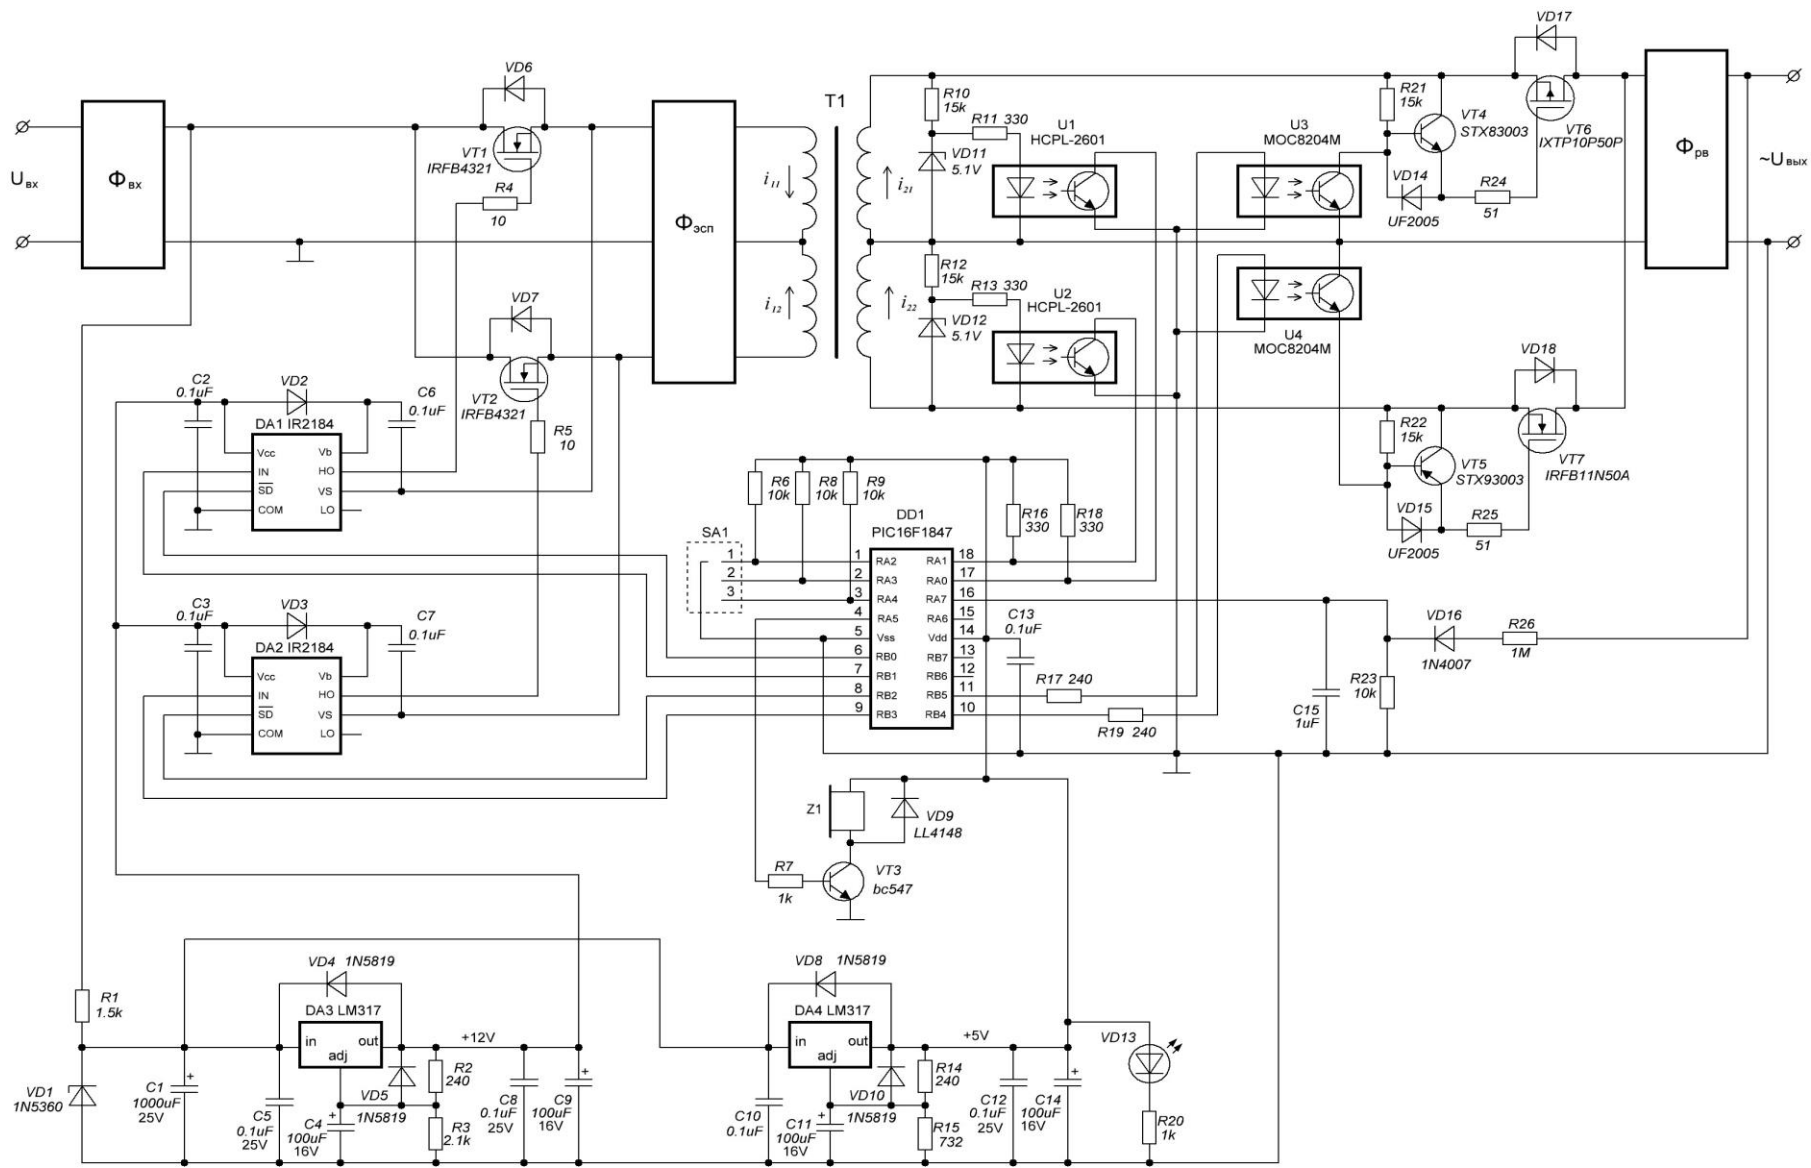 VD17
VD6
T1
R10
15k
R11 330
U1
HCPL-2601
U3
MOC8204M
R21
15k
VT4
STX83003
VT6
IXTP10P50P
Uвх
Фвх
VT1
IRFB4321
R4
10
Фэсп
i11
i21
VD11
5.1V
VD14
UF2005
R24
51
Фрв
~Uвых
VD7
i12
i22
R12
15k
R13 330
U2
HCPL-2601
VD12
5.1V
U4
MOC8204M
VD18
VT2
IRFB4321
R5
10
C2
0.1uF
VD2
C6
0.1uF
DA1 IR2184
Vcc
Vb
IN
HO
SD
VS
COM
LO
R22
15k
VT5
STX93003
VT7
IRFB11N50A
VD15
UF2005
R25
51
R6
10k
R8
10k
R9
10k
R16
330
R18
330
SA1
1
2
3
DD1
PIC16F1847
1 RA2 RA1 18
2 RA3 RA0 17
3 RA4 RA7 16
4 RA5 RA6 15
5 Vss Vdd 14
6 RB0 RB7 13
7 RB1 RB6 12
8 RB2 RB5 11
9 RB3 RB4 10
C3
0.1uF
VD3
C7
0.1uF
DA2 IR2184
Vcc
Vb
IN
HO
SD
VS
COM
LO
C13
0.1uF
R17 240
R19 240
VD16
1N4007
R26
1M
C15
1uF
R23
10k
Z1
VD9
LL4148
R7
1k
VT3
bc547
R1
1.5k
VD4 1N5819
DA3 LM317
in
out
adj
+12V
VD1
1N5360
C1
1000uF
25V
+
C5
0.1uF
25V
C4
100uF
16V
+
VD5
1N5819
R2
240
R3
2.1k
C8
0.1uF
25V
C9
100uF
16V
+
VD8 1N5819
DA4 LM317
in
out
adj
+5V
C10
0.1uF
C11
100uF
16V
+
VD10
1N5819
R14
240
R15
732
C12
0.1uF
25V
C14
100uF
16V
+
VD13
R20
1k